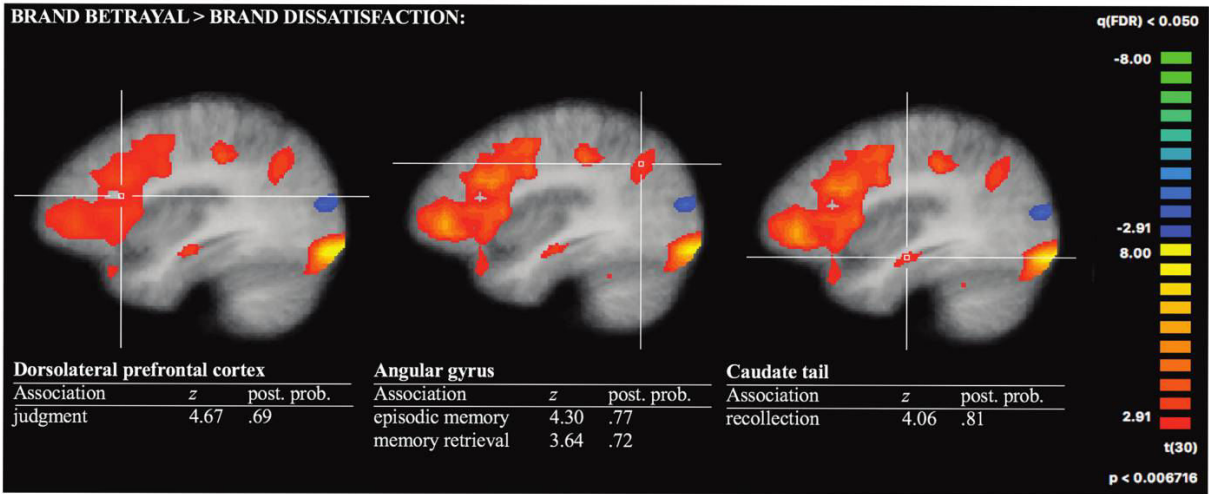 BRAND BETRAYAL > BRAND DISSATISFACTION:
q(FDR) < 0.050
-8.00
-2.91
8.00
2.91
t(30)
p < 0.006716
Dorsolateral prefrontal cortex
Association z post. prob.
judgment 4.67 .69
Angular gyrus
Association z post. prob.
episodic memory 4.30 .77
memory retrieval 3.64 .72
Caudate tail
Association z post. prob.
recollection 4.06 .81